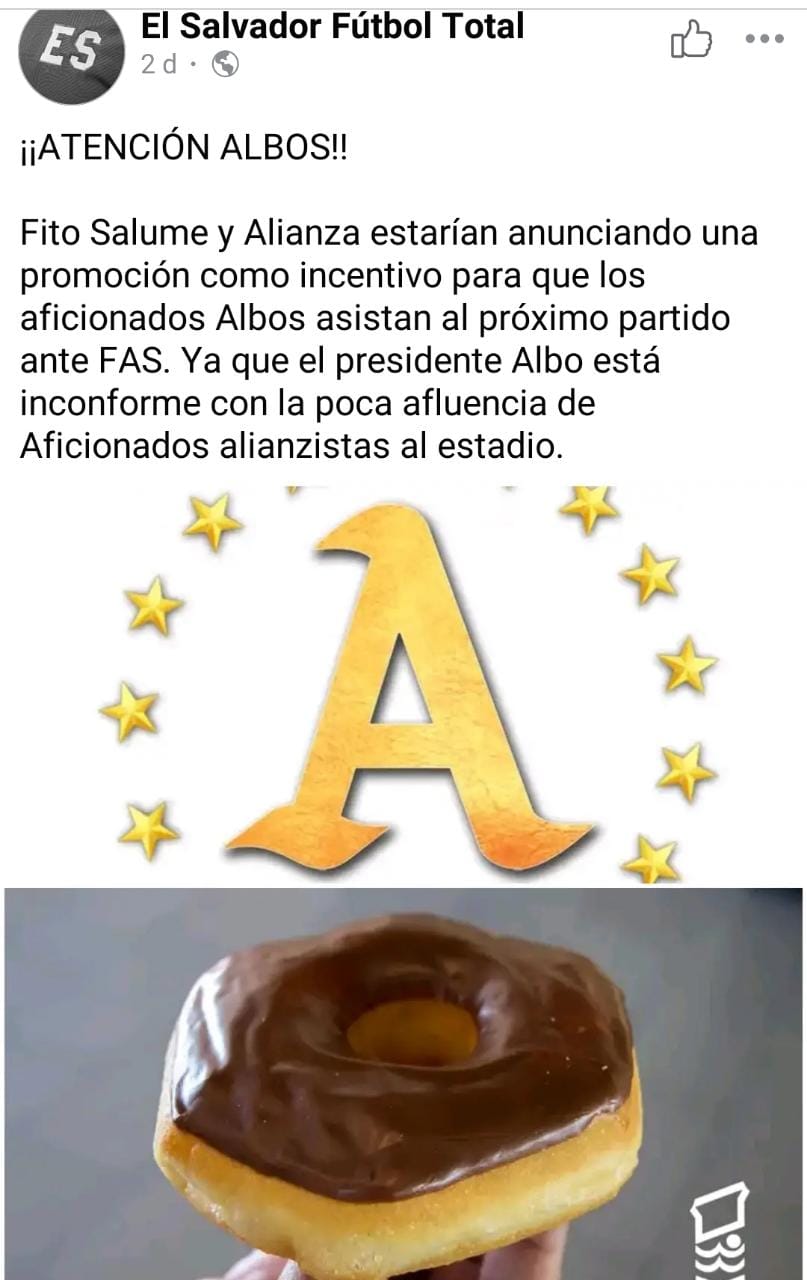 ES
El Salvador Fútbol Total
2 d ·
¡¡ATENCIÓN ALBOS!!
Fito Salume y Alianza estarían anunciando una
promoción como incentivo para que los
aficionados Albos asistan al próximo partido
ante FAS. Ya que el presidente Albo está
inconforme con la poca afluencia de
Aficionados alianzistas al estadio.
A